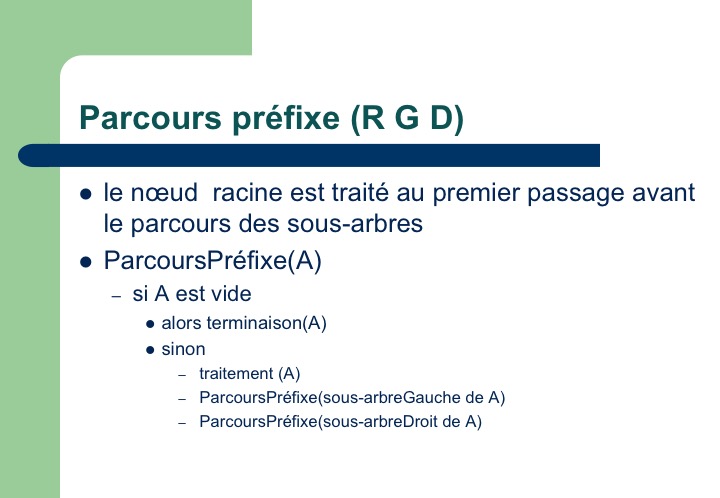 Parcours préfixe (R G D)
● le nœud racine est traité au premier passage avant
le parcours des sous-arbres
● ParcoursPréfixe(A)
– si A est vide
● alors terminaison(A)
● sinon
– traitement (A)
– ParcoursPréfixe(sous-arbreGauche de A)
– ParcoursPréfixe(sous-arbreDroit de A)